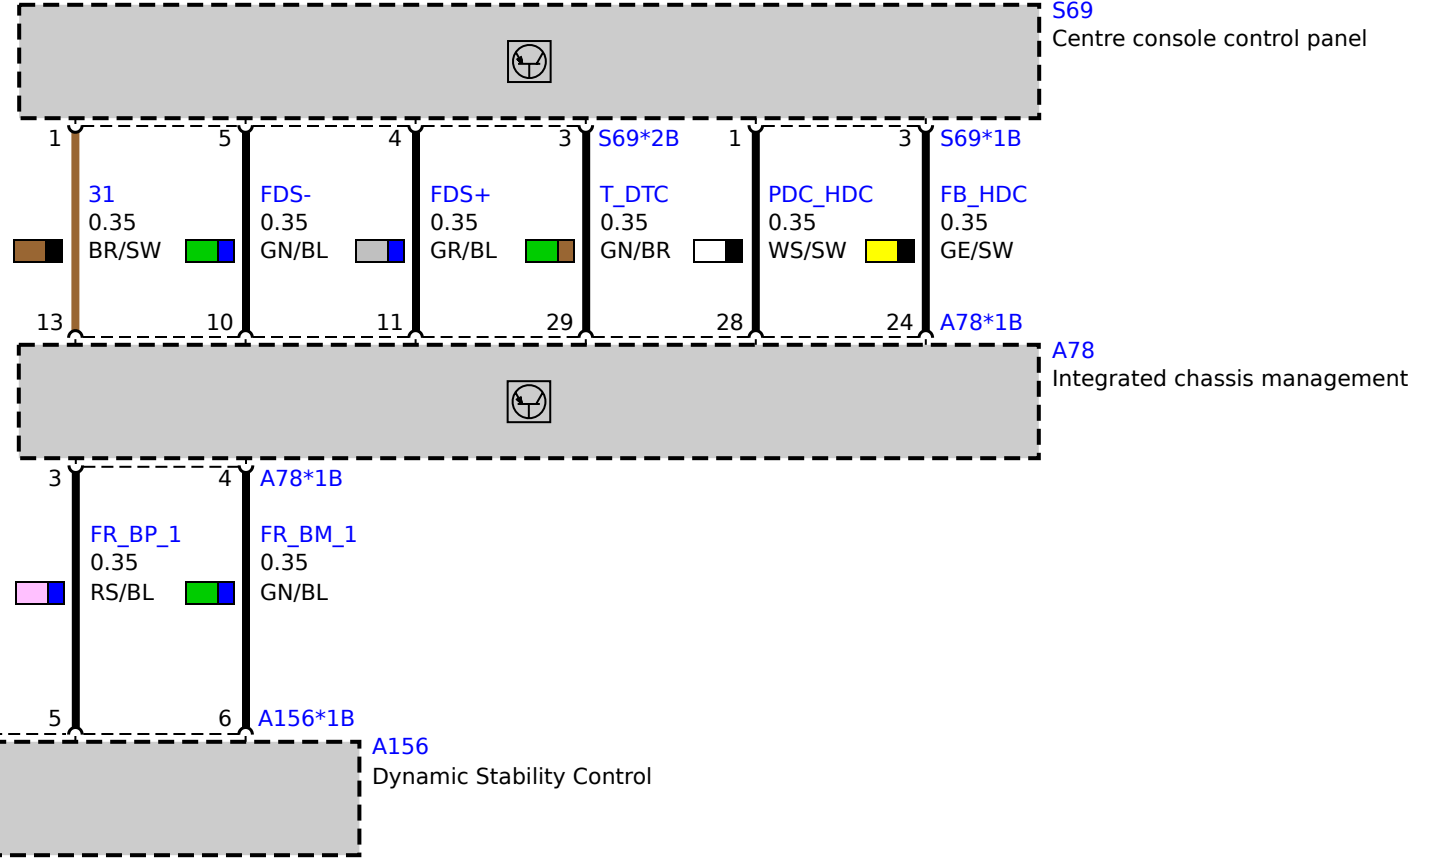 S69
Centre console control panel
1 5 4 3 S69*2B 1 3 S69*1B
31 FDS- FDS+ T_DTC PDC_HDC FB_HDC
0.35 0.35 0.35 0.35 0.35 0.35
BR/SW GN/BL GR/BL GN/BR WS/SW GE/SW
13 10 11 29 28 24 A78*1B
A78
Integrated chassis management
3 4 A78*1B
FR_BP_1 FR_BM_1
0.35 0.35
RS/BL GN/BL
5 6 A156*1B
A156
Dynamic Stability Control